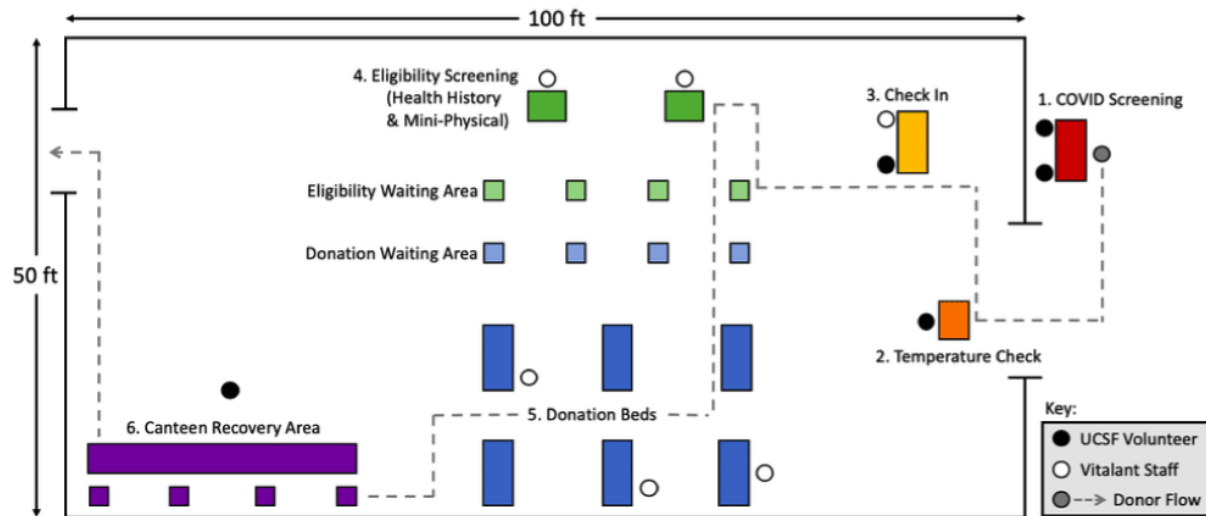 100 ft
4. Eligibility Screening
(Health History
& Mini-Physical)
3. Check In
1. COVID Screening
Eligibility Waiting Area
Donation Waiting Area
50 ft
2. Temperature Check
5. Donation Beds
6. Canteen Recovery Area
Key:
UCSF Volunteer
Vitalant Staff
Donor Flow